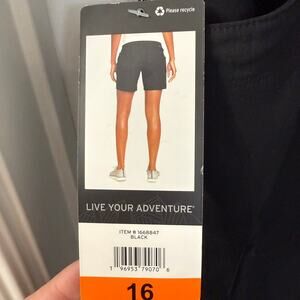 Please recycle
LIVE YOUR ADVENTURE®
ITEM # 1668847
BLACK
1 96953 79070 6
16